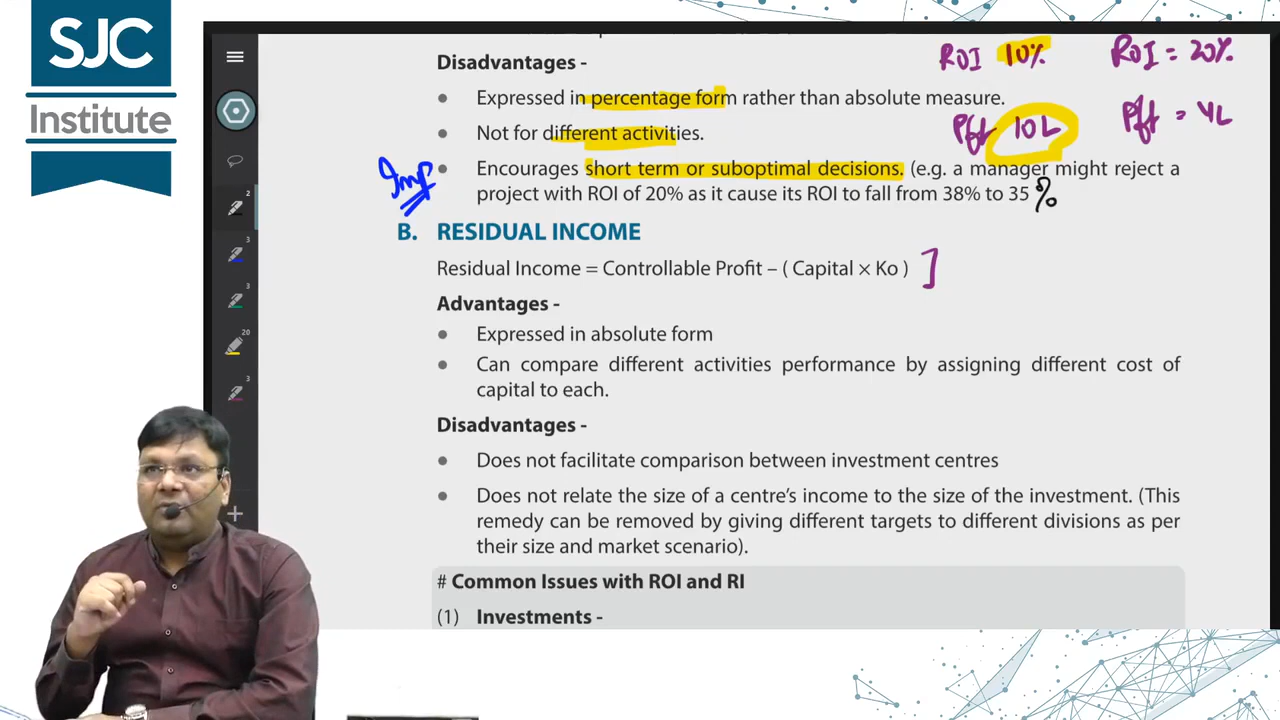 SJC
Institute
ROI 10% ROI = 20%
Disadvantages -
Expressed in percentage form rather than absolute measure.
Pft 10L Pft = 4L
Not for different activities.
Imp
Encourages short term or suboptimal decisions. (e.g. a manager might reject a
project with ROI of 20% as it cause its ROI to fall from 38% to 35 %
B. RESIDUAL INCOME
Residual Income = Controllable Profit – ( Capital × Ko ) ]
Advantages -
Expressed in absolute form
Can compare different activities performance by assigning different cost of
capital to each.
Disadvantages -
Does not facilitate comparison between investment centres
Does not relate the size of a centre's income to the size of the investment. (This
remedy can be removed by giving different targets to different divisions as per
their size and market scenario).
# Common Issues with ROI and RI
(1) Investments -
2
3
3
20
3